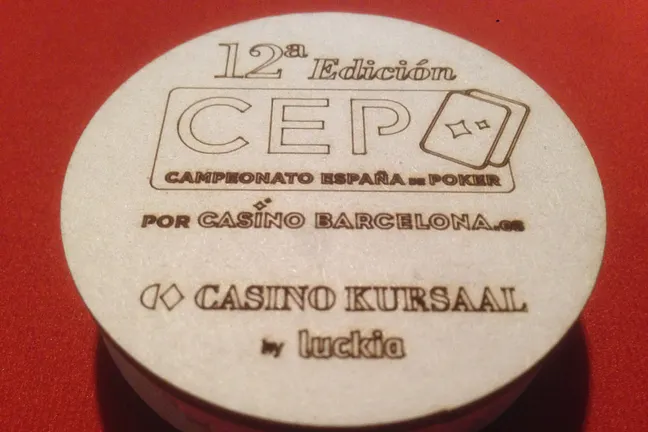 12ª Edición
CEP
CAMPEONATO ESPAÑA DE POKER
POR CASINO BARCELONA.es
CASINO KURSAAL
by luckia